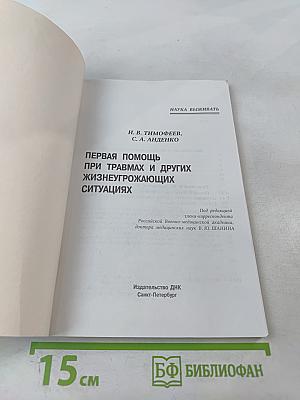 НАУКА ВЫЖИВАТЬ
И. В. ТИМОФЕЕВ,
С. А. АНДЕНКО
ПЕРВАЯ ПОМОЩЬ
ПРИ ТРАВМАХ И ДРУГИХ
ЖИЗНЕУГРОЖАЮЩИХ
СИТУАЦИЯХ
Под редакцией
члена-корреспондента
Российской Военно-медицинской академии,
доктора медицинских наук В. Ю. ШАНИНА
Издательство ДНК
Санкт-Петербург
15 см
БФ БИБЛИОФАН